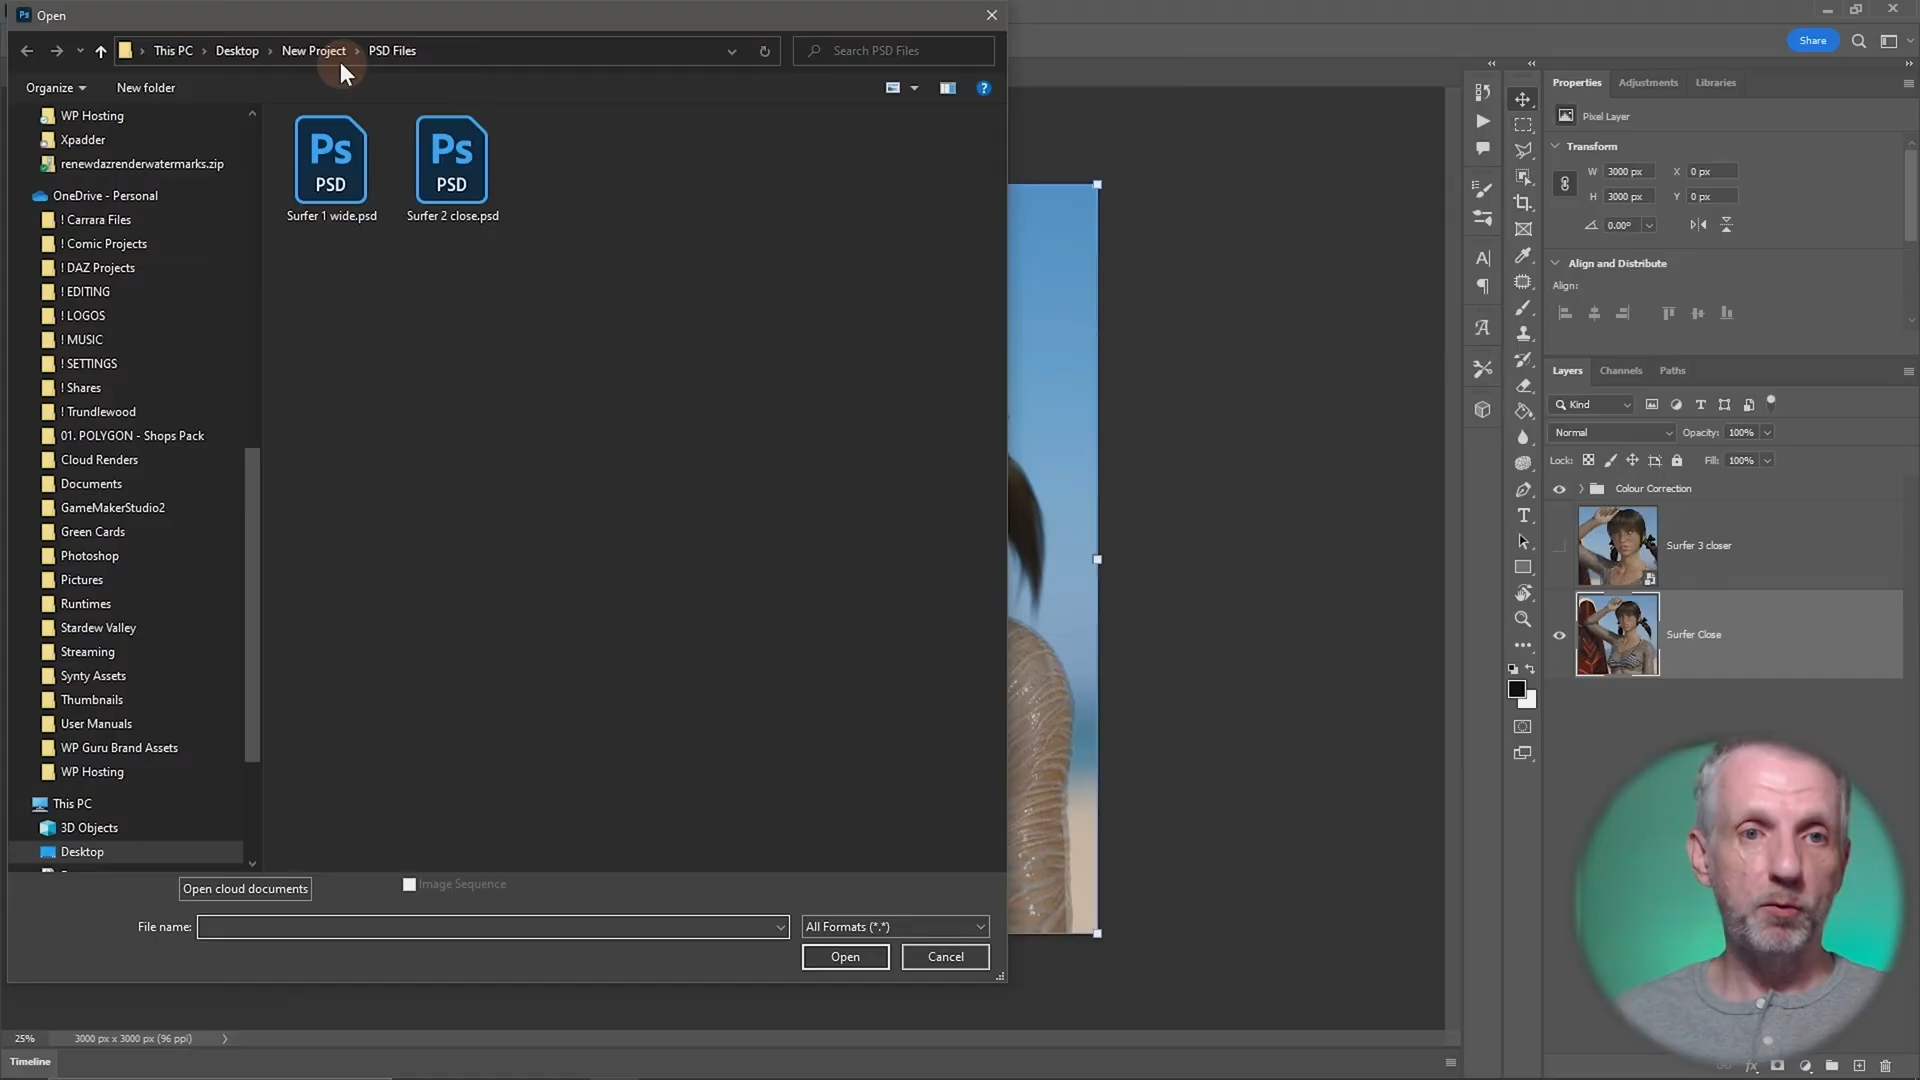 Ps Open
This PC > Desktop > New Project > PSD Files
Search PSD Files
Share
Organize
New folder
Properties Adjustments Libraries
Pixel Layer
Transform
W 3000 px X 0 px
H 3000 px Y 0 px
0.00°
Align and Distribute
Align:
WP Hosting
Xpadder
renewdazrenderwatermarks.zip
OneDrive - Personal
! Carrara Files
! Comic Projects
! DAZ Projects
! EDITING
! LOGOS
! MUSIC
! SETTINGS
! Shares
! Trundlewood
01. POLYGON - Shops Pack
Cloud Renders
Documents
GameMakerStudio2
Green Cards
Photoshop
Pictures
Runtimes
Stardew Valley
Streaming
Synty Assets
Thumbnails
User Manuals
WP Guru Brand Assets
WP Hosting
This PC
3D Objects
Desktop
Ps Ps
PSD PSD
Surfer 1 wide.psd Surfer 2 close.psd
Layers Channels Paths
Kind
Normal Opacity: 100%
Lock: Fill: 100%
Colour Correction
Surfer 3 closer
Surfer Close
Open cloud documents
Image Sequence
File name:
All Formats (*.*)
Open Cancel
25% 3000 px x 3000 px (96 ppi)
Timeline